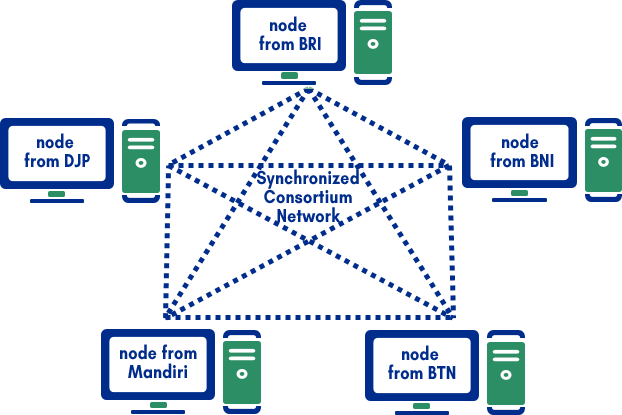 node
from BRI
node
from DJP
node
from BNI
Synchronized
Consortium
Network
node from
Mandiri
node
from BTN